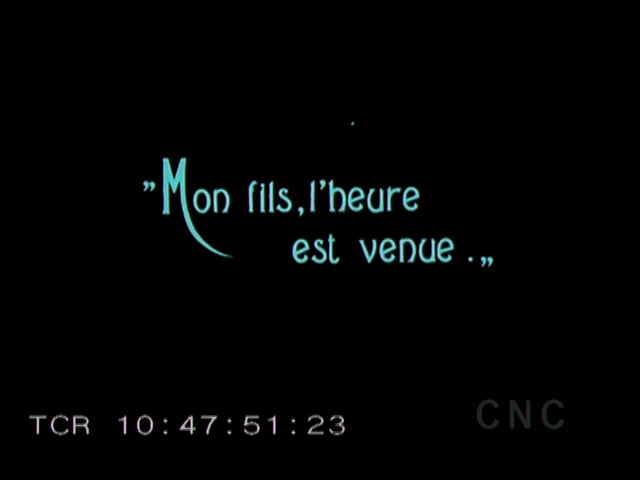 ”Mon fils, l'heure
est venue.„
TCR 10:47:51:23
CNC